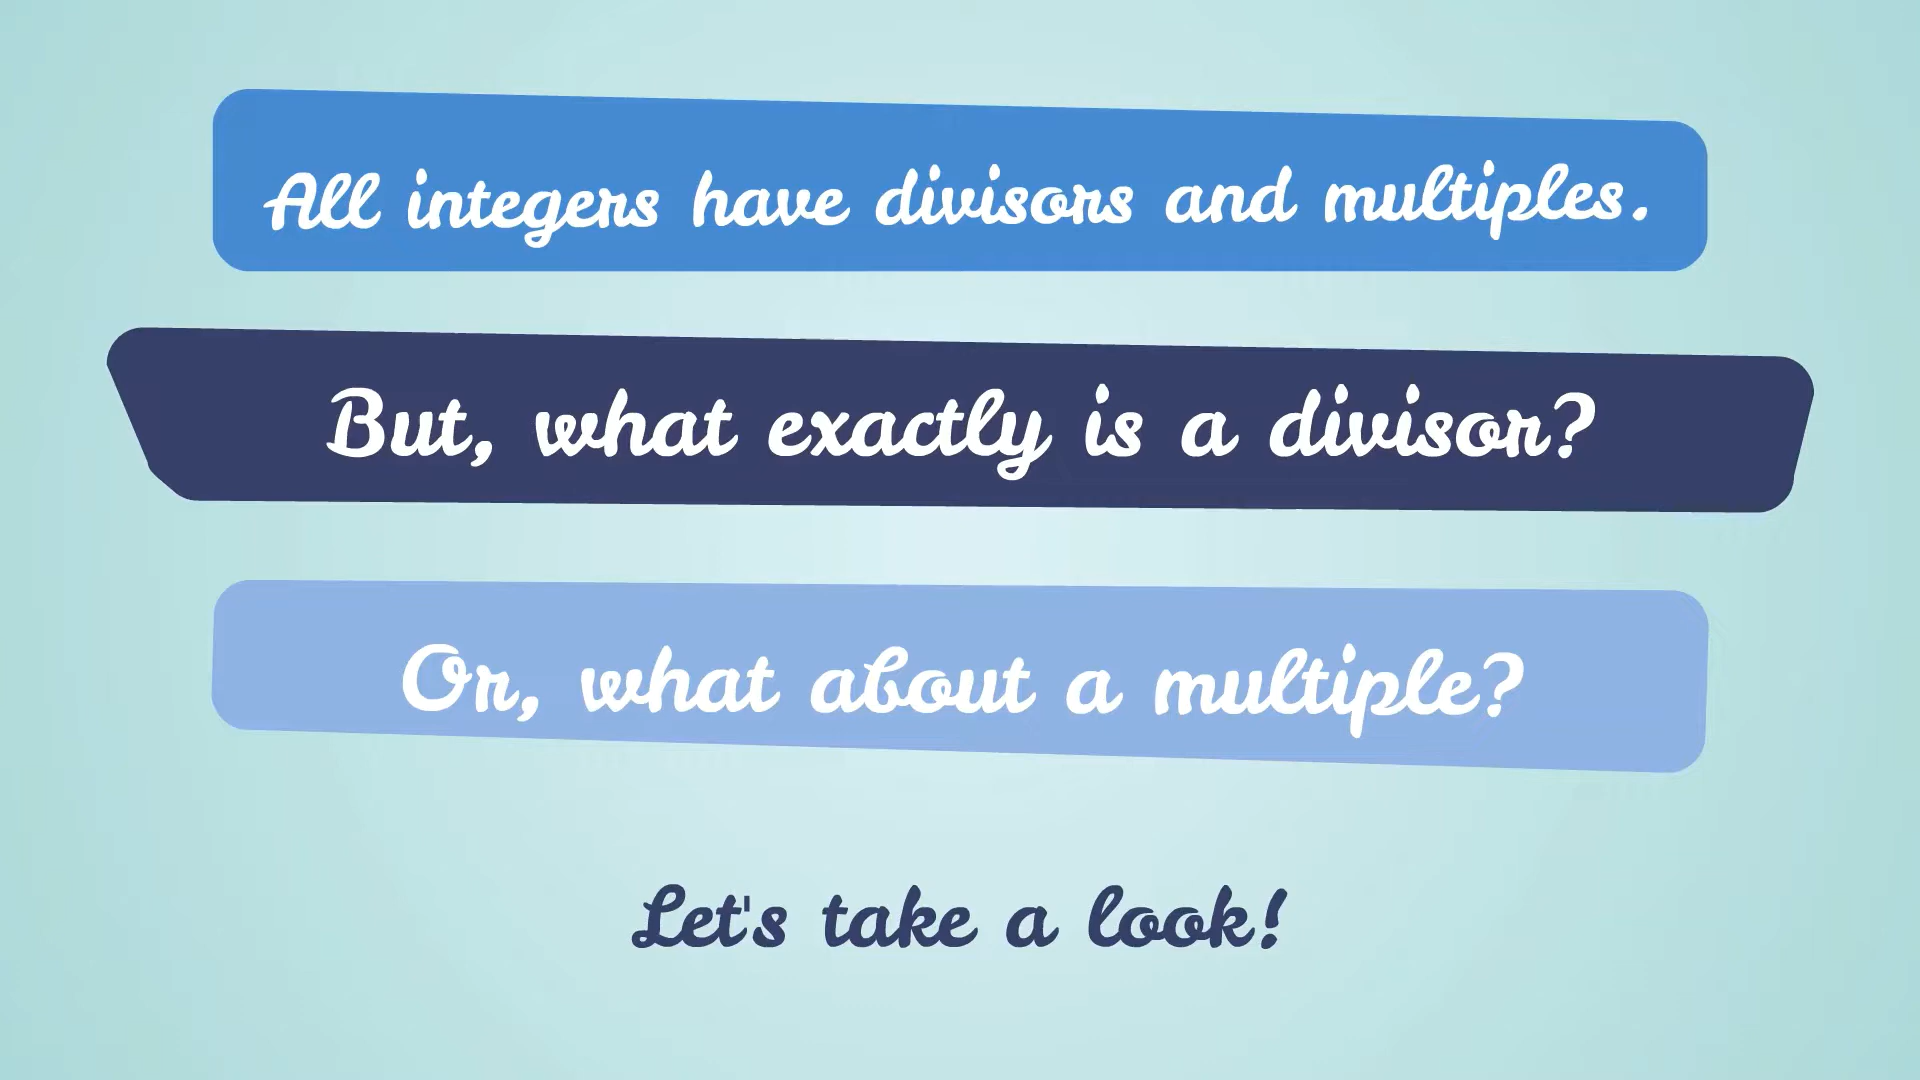 All integers have divisors and multiples.
But, what exactly is a divisor?
Or, what about a multiple?
Let's take a look!